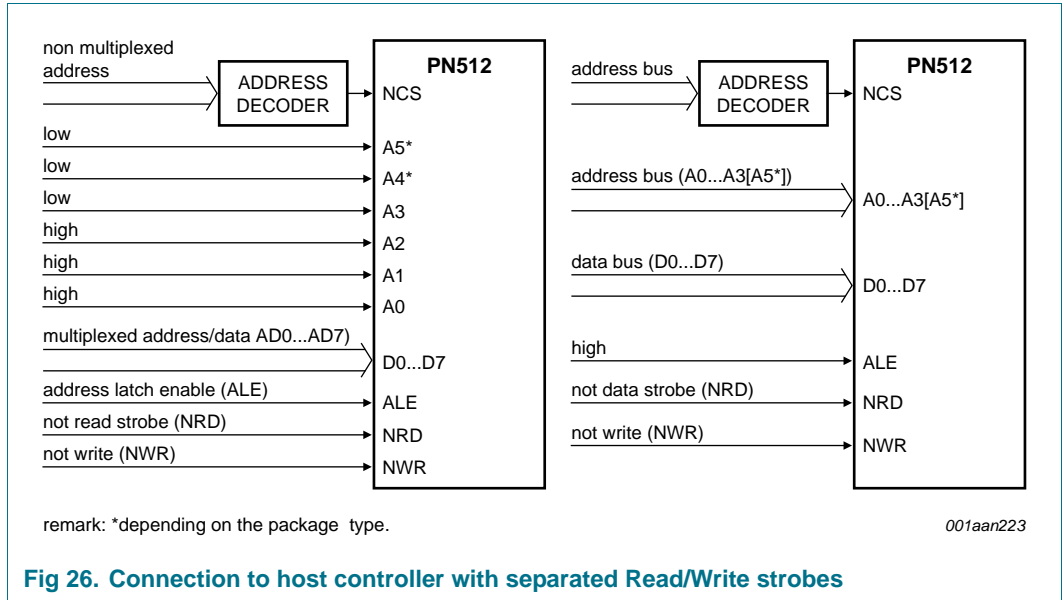 non multiplexed
address
ADDRESS
DECODER
PN512
NCS
low
A5*
low
A4*
low
A3
high
A2
high
A1
high
A0
multiplexed address/data AD0...AD7)
D0...D7
address latch enable (ALE)
ALE
not read strobe (NRD)
NRD
not write (NWR)
NWR
address bus
ADDRESS
DECODER
PN512
NCS
address bus (A0...A3[A5*])
A0...A3[A5*]
data bus (D0...D7)
D0...D7
high
ALE
not data strobe (NRD)
NRD
not write (NWR)
NWR
remark: *depending on the package type.
001aan223
Fig 26. Connection to host controller with separated Read/Write strobes